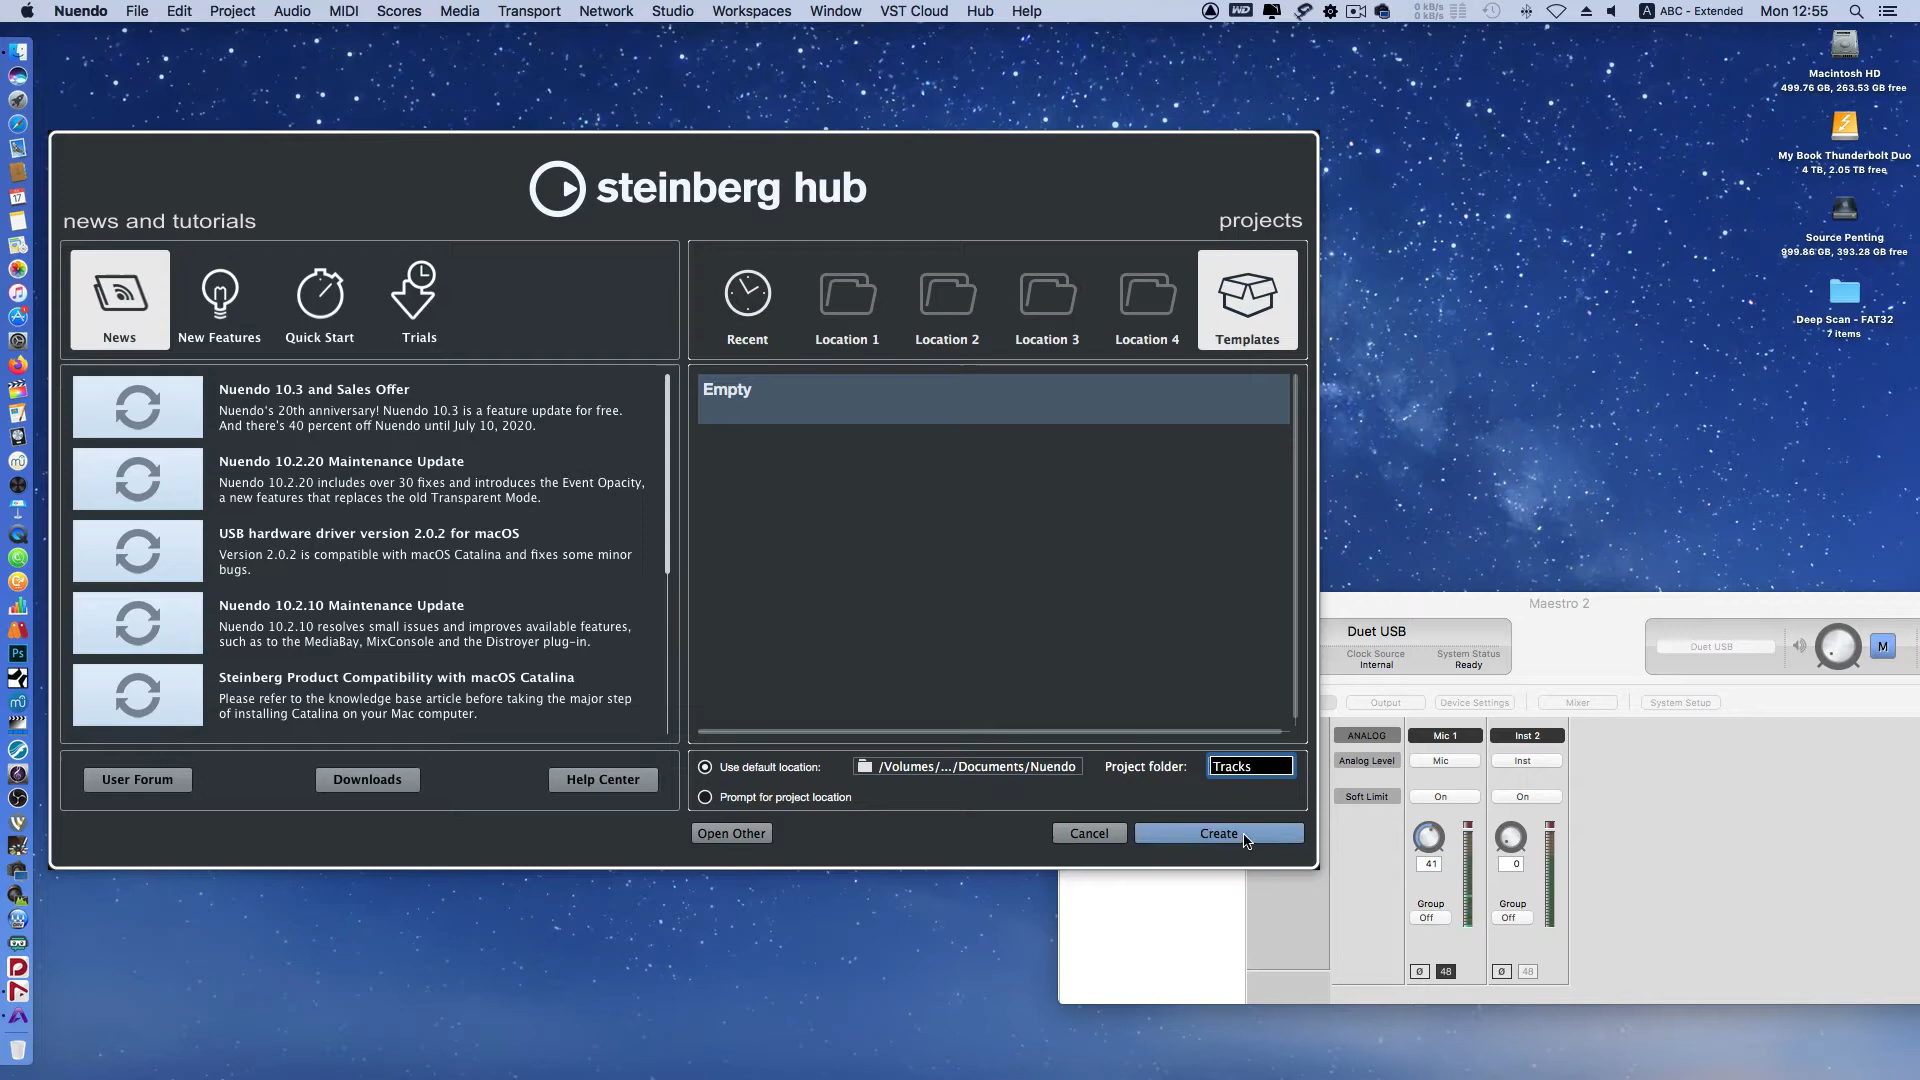 Nuendo File Edit Project Audio MIDI Scores Media Transport Network Studio Workspaces Window VST Cloud Hub Help
WD
0 kB/s
0 kB/s
A ABC - Extended Mon 12:55
Macintosh HD
499.76 GB, 263.53 GB free
My Book Thunderbolt Duo
4 TB, 2.05 TB free
Source Penting
999.86 GB, 393.28 GB free
Deep Scan - FAT32
7 items
steinberg hub
news and tutorials
projects
News
New Features
Quick Start
Trials
Recent
Location 1
Location 2
Location 3
Location 4
Templates
Nuendo 10.3 and Sales Offer
Nuendo's 20th anniversary! Nuendo 10.3 is a feature update for free.
And there's 40 percent off Nuendo until July 10, 2020.
Nuendo 10.2.20 Maintenance Update
Nuendo 10.2.20 includes over 30 fixes and introduces the Event Opacity,
a new features that replaces the old Transparent Mode.
USB hardware driver version 2.0.2 for macOS
Version 2.0.2 is compatible with macOS Catalina and fixes some minor
bugs.
Nuendo 10.2.10 Maintenance Update
Nuendo 10.2.10 resolves small issues and improves available features,
such as to the MediaBay, MixConsole and the Distroyer plug-in.
Steinberg Product Compatibility with macOS Catalina
Please refer to the knowledge base article before taking the major step
of installing Catalina on your Mac computer.
User Forum
Downloads
Help Center
Empty
Use default location:
/Volumes/.../Documents/Nuendo
Project folder:
Tracks
Prompt for project location
Open Other
Cancel
Create
Maestro 2
Duet USB
Clock Source
Internal
System Status
Ready
Duet USB
M
Output
Device Settings
Mixer
System Setup
ANALOG
Mic 1
Inst 2
Analog Level
Mic
Inst
Soft Limit
On
On
41
0
Group
Off
Group
Off
Ø
48
Ø
48
17
Ps